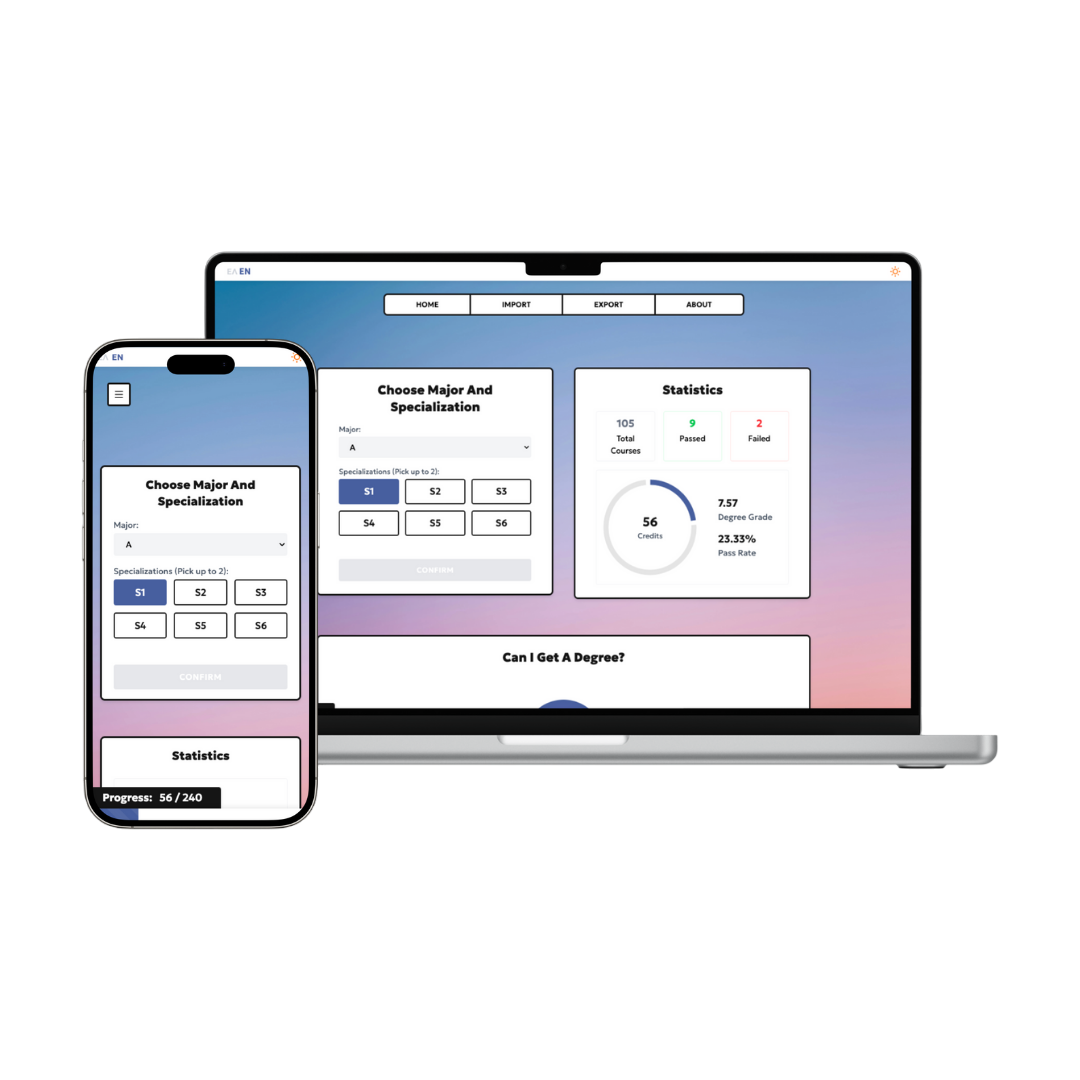 ΕΛ EN
HOME IMPORT EXPORT ABOUT
Choose Major And
Specialization
Major:
A
Specializations (Pick up to 2):
S1 S2 S3
S4 S5 S6
CONFIRM
Statistics
105
Total
Courses
9
Passed
2
Failed
56
Credits
7.57
Degree Grade
23.33%
Pass Rate
Can I Get A Degree?
ΕΛ EN
Choose Major And
Specialization
Major:
A
Specializations (Pick up to 2):
S1 S2 S3
S4 S5 S6
CONFIRM
Statistics
Progress: 56 / 240